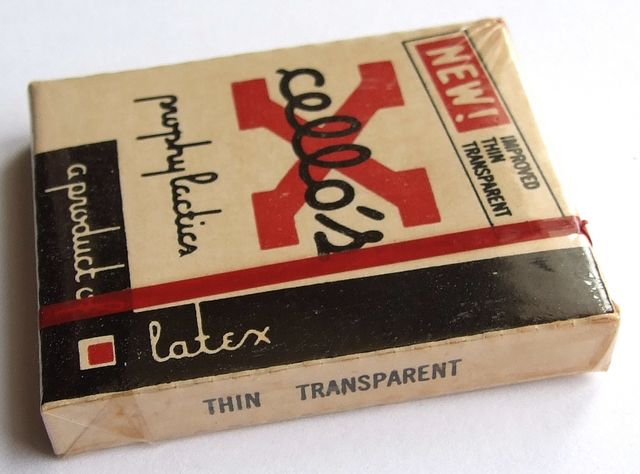 NEW!
IMPROVED
THIN
TRANSPARENT
X
cello's
prophylactics
a product
latex
THIN TRANSPARENT